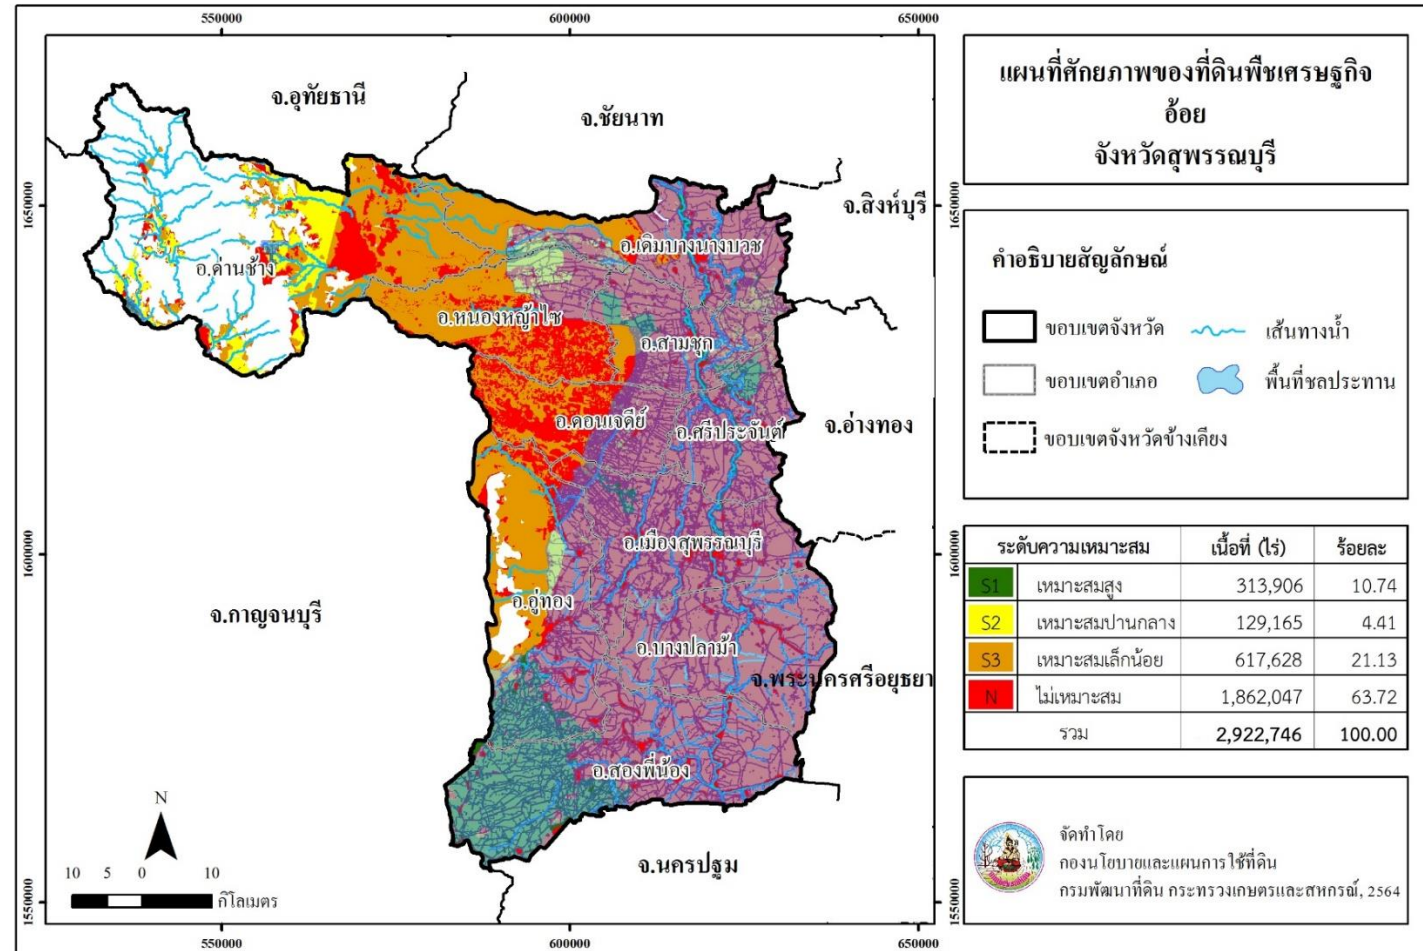 550000 600000 650000
จ.อุทัยธานี
จ.ชัยนาท
จ.สิงห์บุรี
1650000
1650000
อ.เดิมบางนางบวช
อ.ด่านช้าง
อ.หนองหญ้าไซ
อ.สามชุก
อ.ดอนเจดีย์
อ.ศรีประจันต์
จ.อ่างทอง
อ.เมืองสุพรรณบุรี
1600000
1600000
จ.กาญจนบุรี
อ.อู่ทอง
อ.บางปลาม้า
จ.พระนครศรีอยุธยา
อ.สองพี่น้อง
จ.นครปฐม
N
10 5 0 10
กิโลเมตร
1550000
1550000
550000 600000 650000
แผนที่ศักยภาพของที่ดินพืชเศรษฐกิจ
อ้อย
จังหวัดสุพรรณบุรี
คำอธิบายสัญลักษณ์
ขอบเขตจังหวัด เส้นทางน้ำ
ขอบเขตอำเภอ พื้นที่ชลประทาน
ขอบเขตจังหวัดข้างเคียง
ระดับความเหมาะสม เนื้อที่ (ไร่) ร้อยละ
S1 เหมาะสมสูง 313,906 10.74
S2 เหมาะสมปานกลาง 129,165 4.41
S3 เหมาะสมเล็กน้อย 617,628 21.13
N ไม่เหมาะสม 1,862,047 63.72
รวม 2,922,746 100.00
จัดทำโดย
กองนโยบายและแผนการใช้ที่ดิน
กรมพัฒนาที่ดิน กระทรวงเกษตรและสหกรณ์, 2564